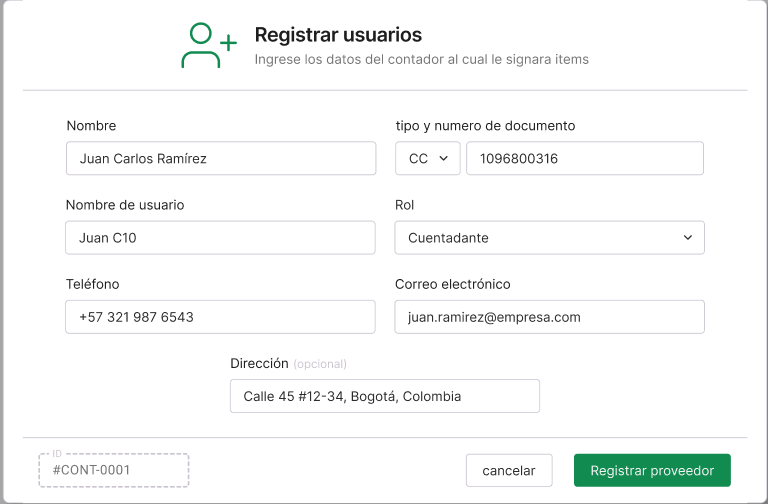 Registrar usuarios
Ingrese los datos del contador al cual le signara items
Nombre
tipo y numero de documento
Juan Carlos Ramírez
CC
1096800316
Nombre de usuario
Rol
Juan C10
Cuentadante
Teléfono
Correo electrónico
+57 321 987 6543
juan.ramirez@empresa.com
Dirección (opcional)
Calle 45 #12-34, Bogotá, Colombia
ID
#CONT-0001
cancelar
Registrar proveedor